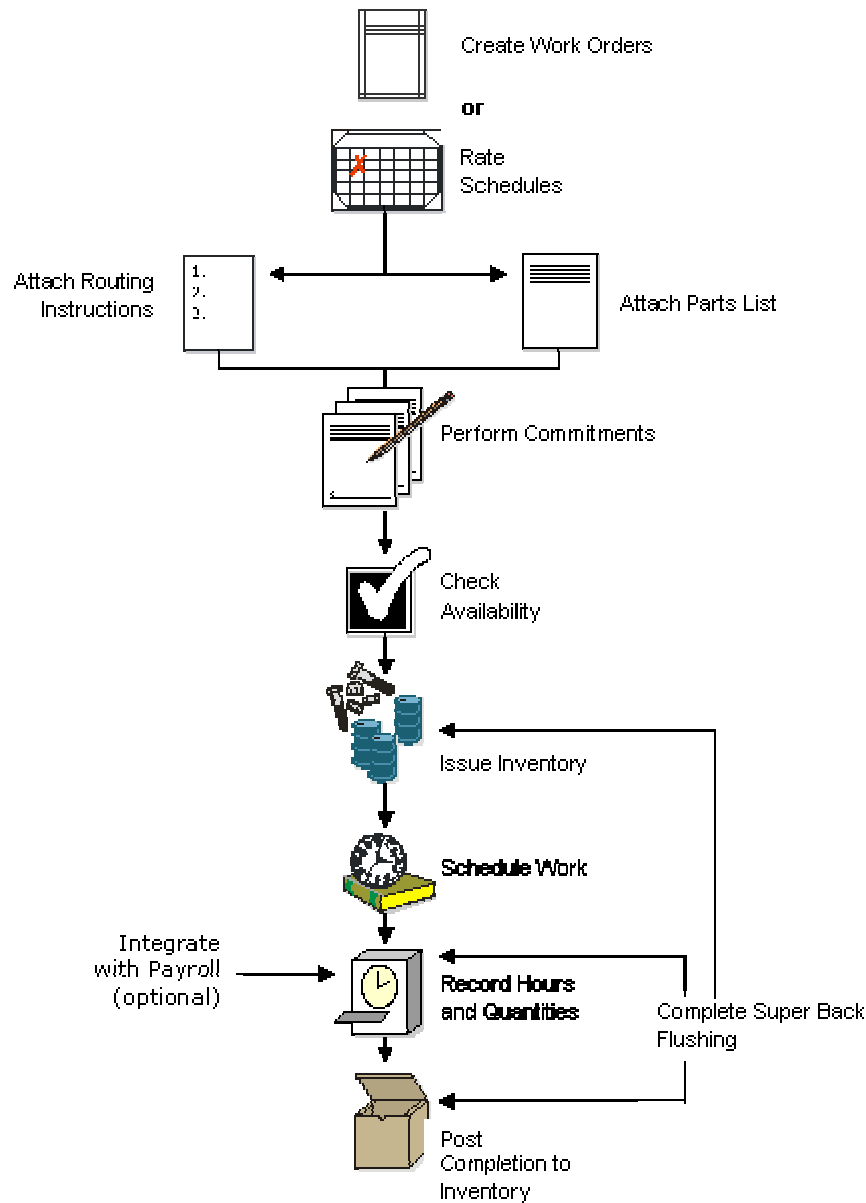 Create Work Orders
or
Rate
Schedules
Attach Routing
Instructions
1.
2.
3.
Attach Parts List
Perform Commitments
Check
Availability
Issue Inventory
Schedule Work
Integrate
with Payroll
(optional)
Record Hours
and Quantities
Complete Super Back
Flushing
Post
Completion to
Inventory